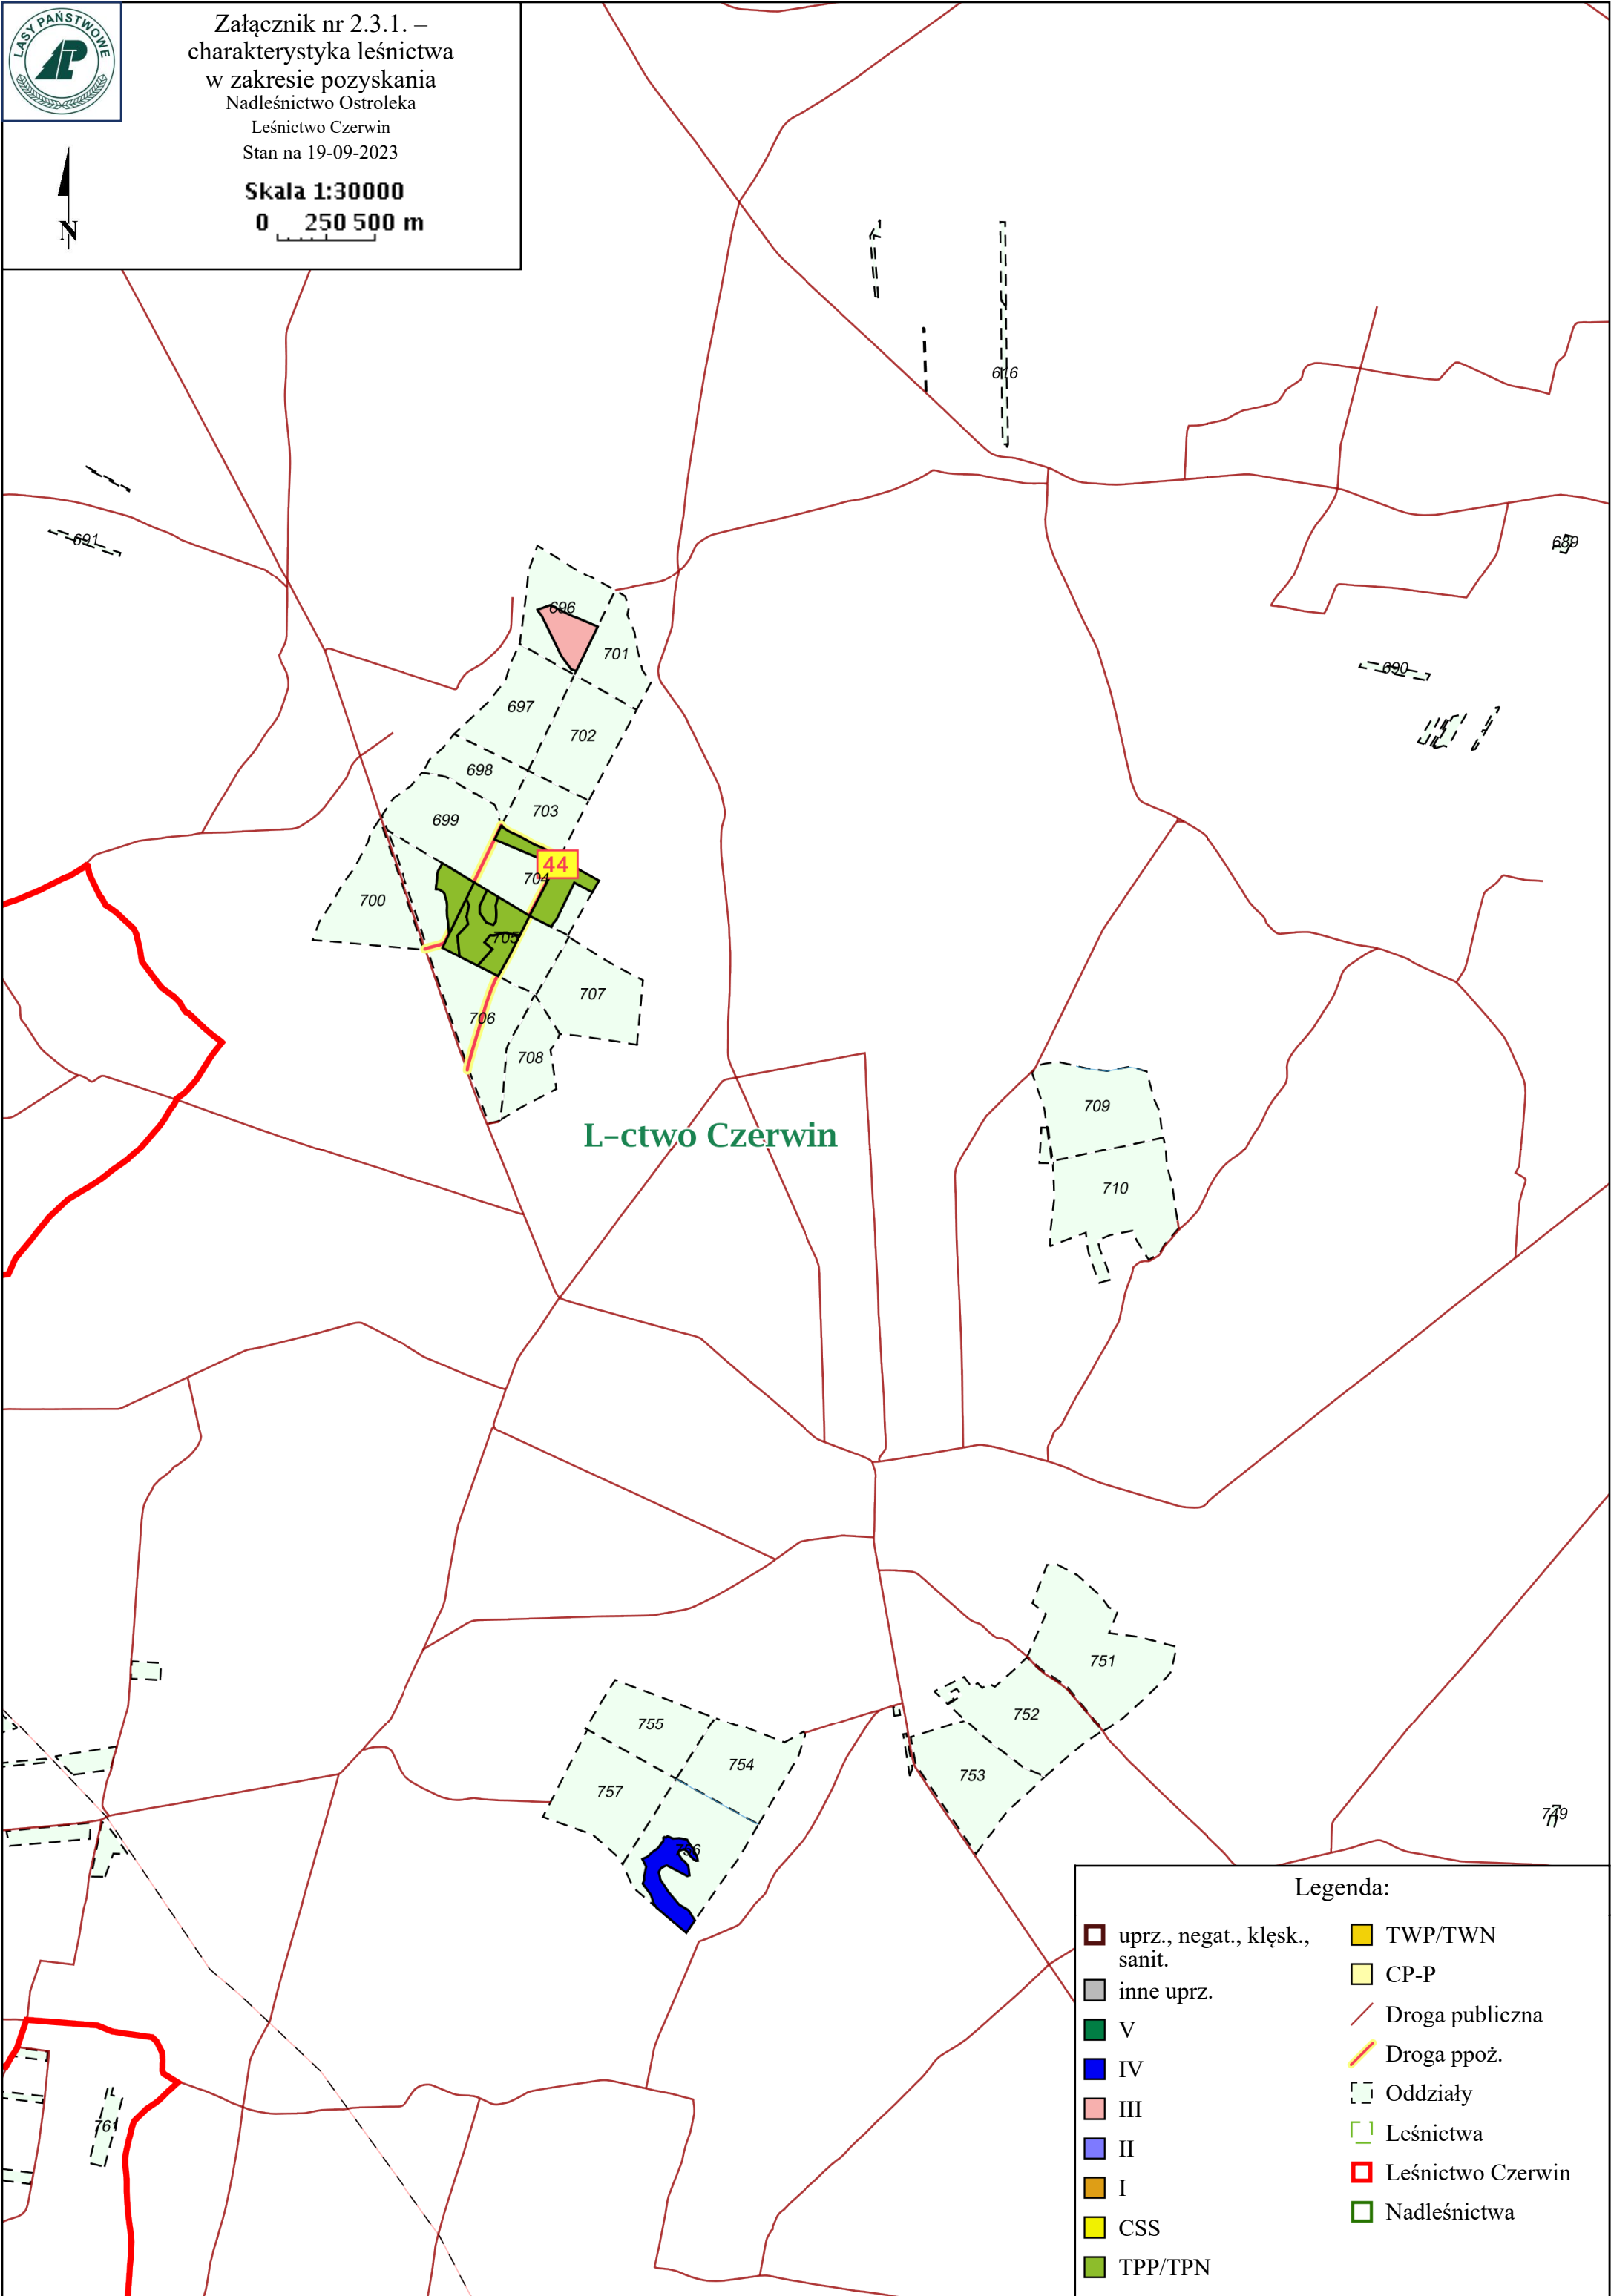 LASY PAŃSTWOWE
Załącznik nr 2.3.1. –
charakterystyka leśnictwa
w zakresie pozyskania
Nadleśnictwo Ostroleka
Leśnictwo Czerwin
Stan na 19-09-2023
Skala 1:30000
0 250 500 m
N
616
691
689
696
701
690
697
702
698
703
699
44
704
700
705
707
706
708
709
L-ctwo Czerwin
710
751
752
755
754
753
757
749
756
761
Legenda:
uprz., negat., klęsk.,
sanit.
inne uprz.
V
IV
III
II
I
CSS
TPP/TPN
TWP/TWN
CP-P
Droga publiczna
Droga ppoż.
Oddziały
Leśnictwa
Leśnictwo Czerwin
Nadleśnictwa